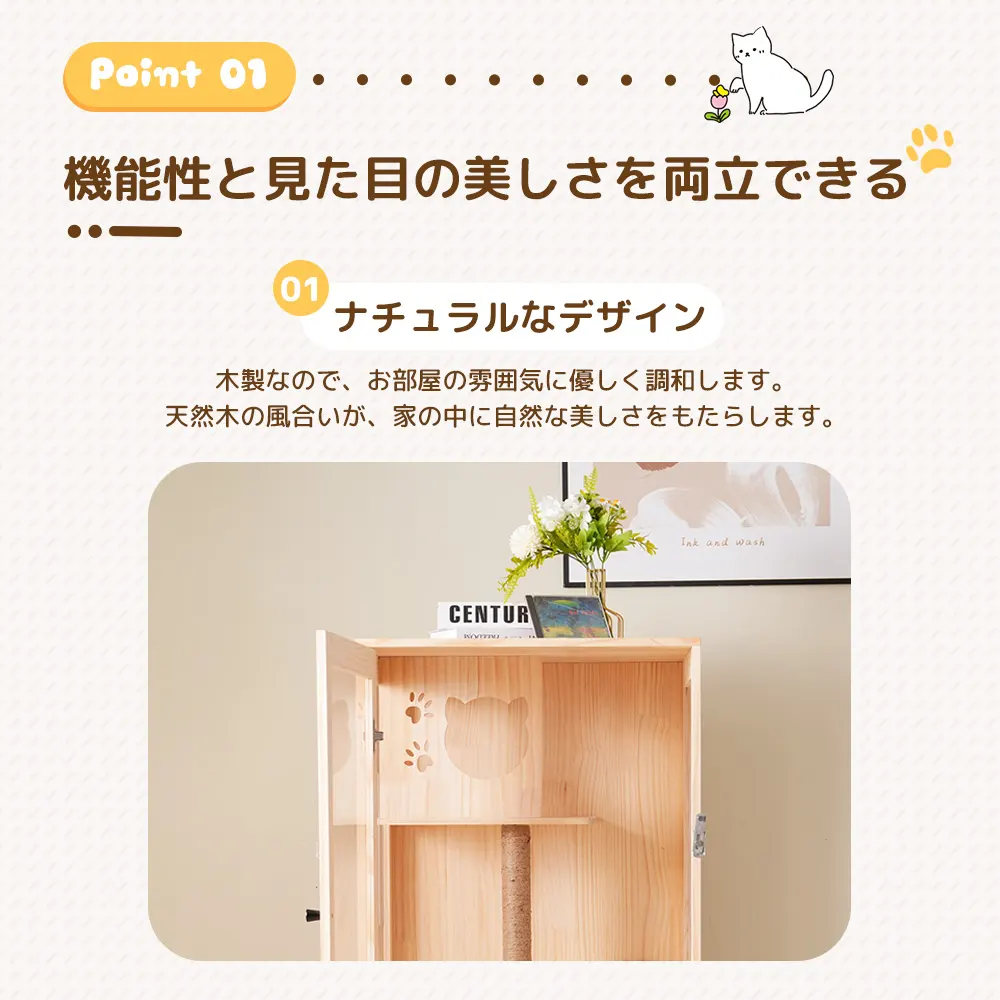 Point 01
機能性と見た目の美しさを両立できる
01
ナチュラルなデザイン
木製なので、お部屋の雰囲気に優しく調和します。
天然木の風合いが、家の中に自然な美しさをもたらします。
Ink and wash
CENTUR